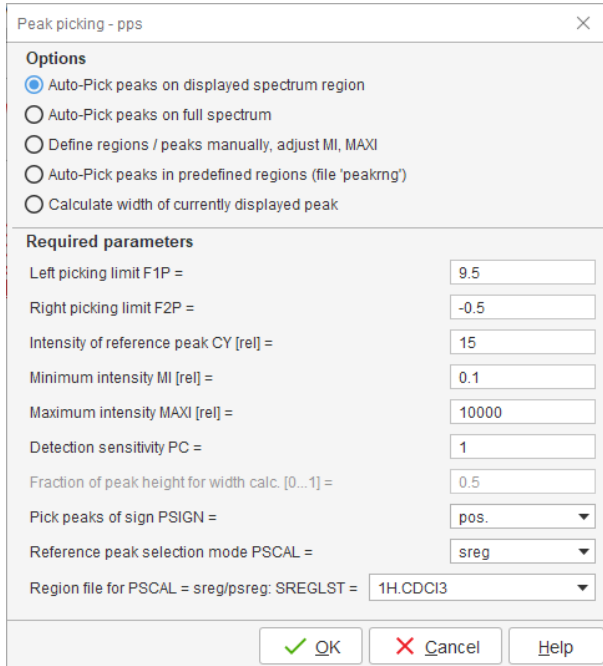 Peak picking - pps
Options
Auto-Pick peaks on displayed spectrum region
Auto-Pick peaks on full spectrum
Define regions / peaks manually, adjust MI, MAXI
Auto-Pick peaks in predefined regions (file 'peakrng')
Calculate width of currently displayed peak
Required parameters
Left picking limit F1P = 9.5
Right picking limit F2P = -0.5
Intensity of reference peak CY [rel] = 15
Minimum intensity MI [rel] = 0.1
Maximum intensity MAXI [rel] = 10000
Detection sensitivity PC = 1
Fraction of peak height for width calc. [0...1] = 0.5
Pick peaks of sign PSIGN = pos.
Reference peak selection mode PSCAL = sreg
Region file for PSCAL = sreg/psreg: SREGLST = 1H.CDCl3
OK Cancel Help